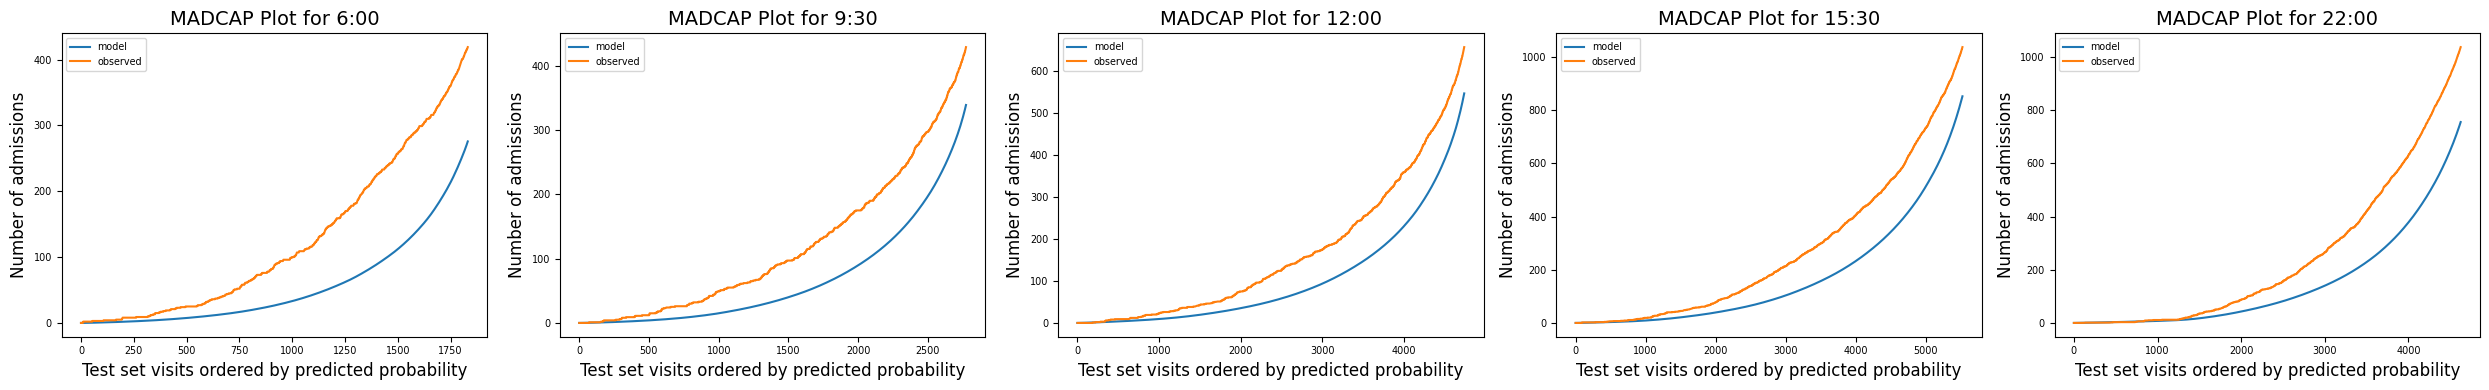 MADCAP Plot for 6:00
model
observed
400
300
200
100
0
Number of admissions
0 250 500 750 1000 1250 1500 1750
Test set visits ordered by predicted probability
MADCAP Plot for 9:30
model
observed
400
300
200
100
0
Number of admissions
0 500 1000 1500 2000 2500
Test set visits ordered by predicted probability
MADCAP Plot for 12:00
model
observed
600
500
400
300
200
100
0
Number of admissions
0 1000 2000 3000 4000
Test set visits ordered by predicted probability
MADCAP Plot for 15:30
model
observed
1000
800
600
400
200
0
Number of admissions
0 1000 2000 3000 4000 5000
Test set visits ordered by predicted probability
MADCAP Plot for 22:00
model
observed
1000
800
600
400
200
0
Number of admissions
0 1000 2000 3000 4000
Test set visits ordered by predicted probability